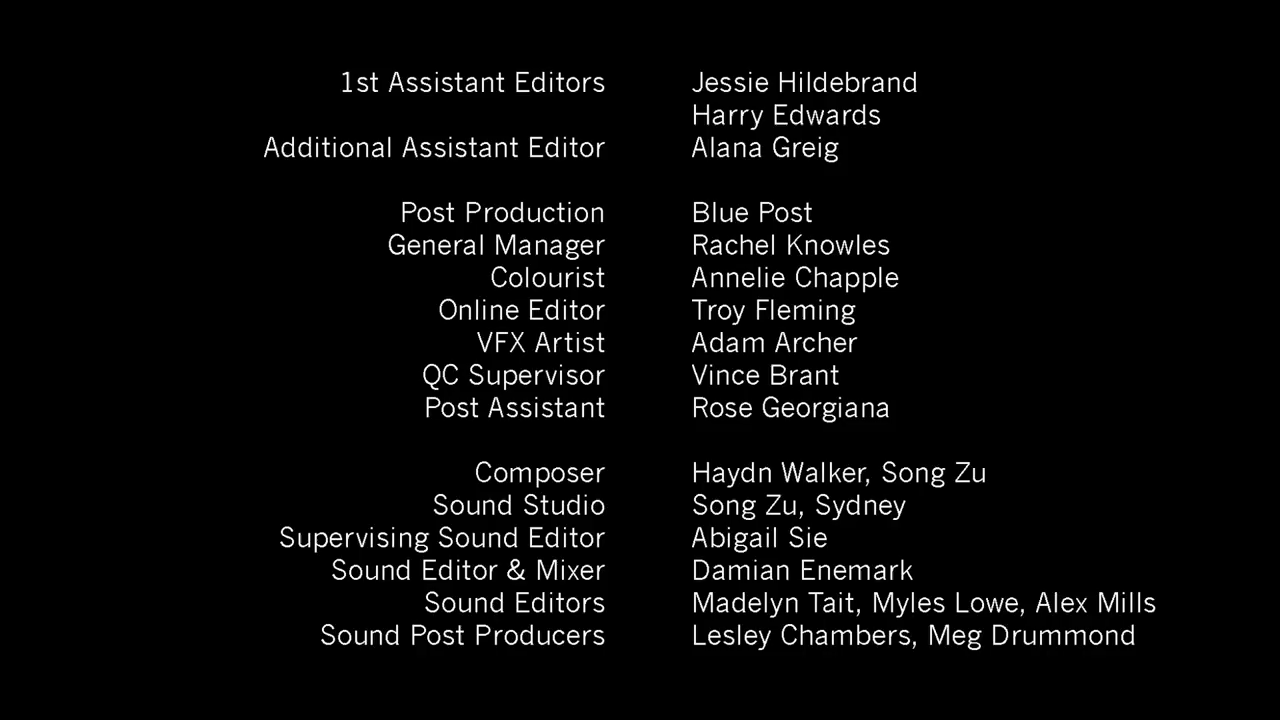 1st Assistant Editors Jessie Hildebrand
Harry Edwards
Additional Assistant Editor Alana Greig
Post Production Blue Post
General Manager Rachel Knowles
Colourist Annelie Chapple
Online Editor Troy Fleming
VFX Artist Adam Archer
QC Supervisor Vince Brant
Post Assistant Rose Georgiana
Composer Haydn Walker, Song Zu
Sound Studio Song Zu, Sydney
Supervising Sound Editor Abigail Sie
Sound Editor & Mixer Damian Enemark
Sound Editors Madelyn Tait, Myles Lowe, Alex Mills
Sound Post Producers Lesley Chambers, Meg Drummond